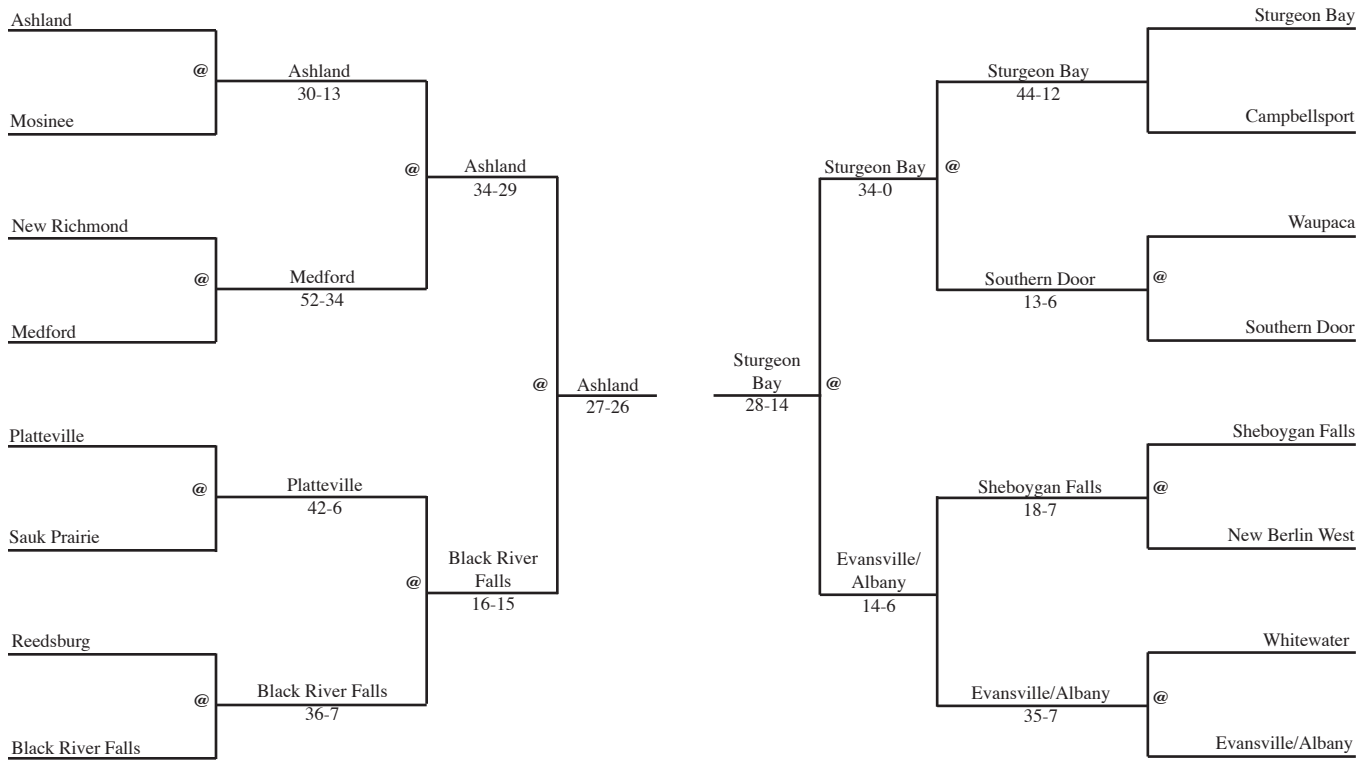 Ashland
@
Ashland
30-13
Mosinee
@
Ashland
34-29
New Richmond
@
Medford
52-34
Medford
@
Ashland
27-26
Platteville
@
Platteville
42-6
Sauk Prairie
@
Black River
Falls
16-15
Reedsburg
@
Black River Falls
36-7
Black River Falls
Sturgeon Bay
Sturgeon Bay
44-12
Campbellsport
Sturgeon Bay
34-0
@
Waupaca
Southern Door
13-6
@
Southern Door
Sturgeon
Bay
28-14
@
Sheboygan Falls
Sheboygan Falls
18-7
@
New Berlin West
Evansville/
Albany
14-6
Whitewater
Evansville/Albany
35-7
@
Evansville/Albany